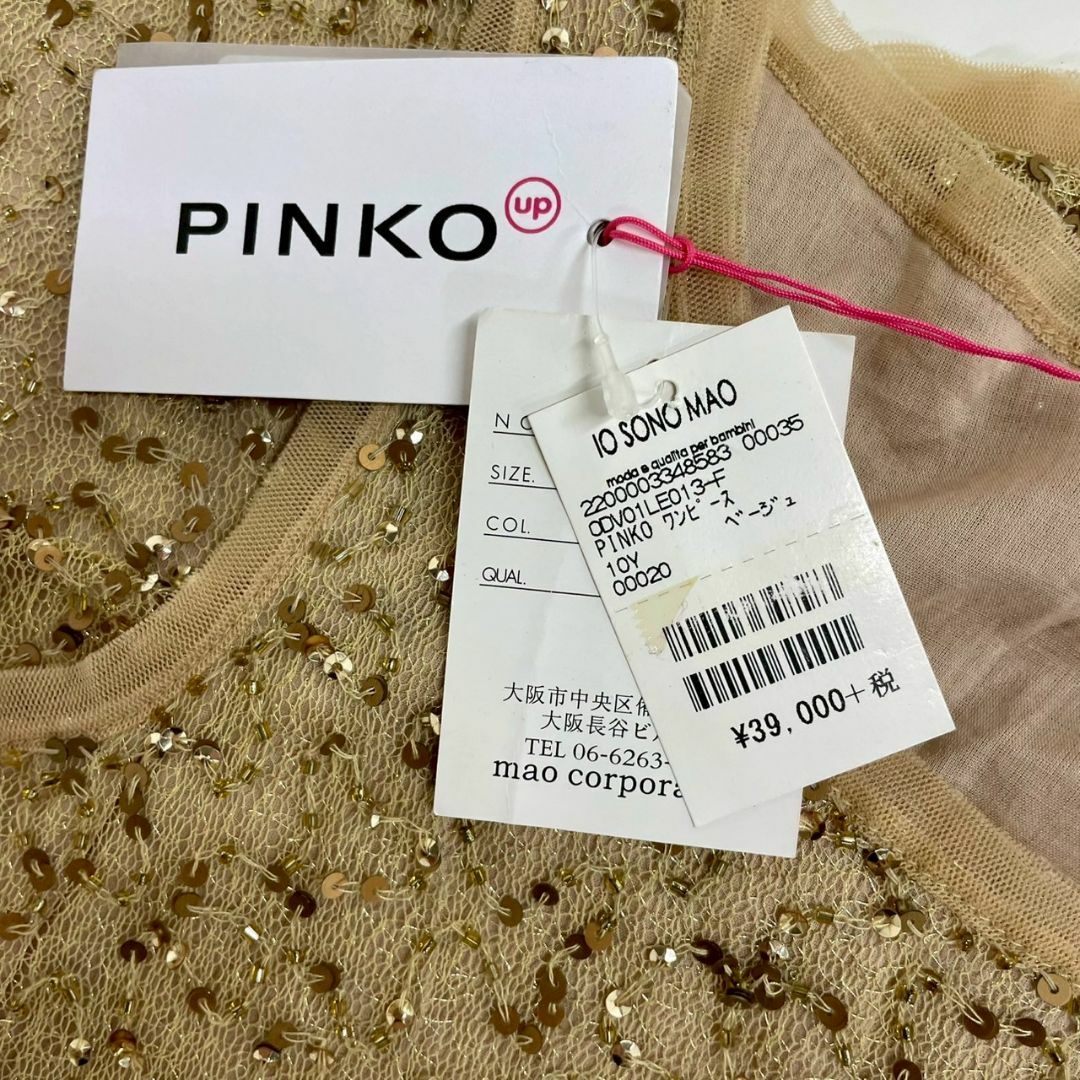 PINKO up
N
SIZE.
COL.
QUAL.
大阪市中央区
大阪長谷ビ
TEL 06-6263-
mao corpora
IO SONO MAO
moda e qualita per bambini
2200003348583 00035
0DV01LE013-F
PINKO ワンピース
ベージュ
10Y
00020
¥39,000+税